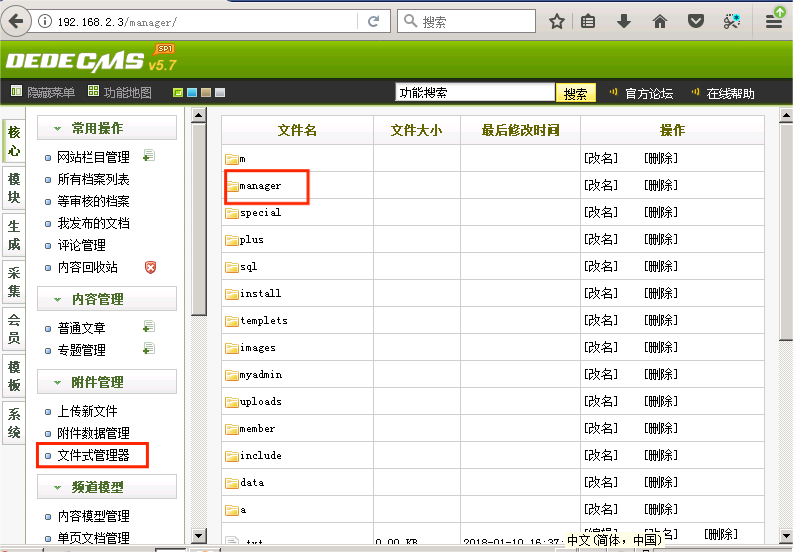 192.168.2.3/manager/
搜索
DEDECMS v5.7 SP1
隐藏菜单 功能地图 功能搜索 搜索 官方论坛 在线帮助
核心
模块
生成
采集
会员
模板
系统
常用操作
网站栏目管理
所有档案列表
等审核的档案
我发布的文档
评论管理
内容回收站
内容管理
普通文章
专题管理
附件管理
上传新文件
附件数据管理
文件式管理器
频道模型
内容模型管理
单页文档管理
文件名 文件大小 最后修改时间 操作
m [改名] [删除]
manager [改名] [删除]
special [改名] [删除]
plus [改名] [删除]
sql [改名] [删除]
install [改名] [删除]
templets [改名] [删除]
images [改名] [删除]
myadmin [改名] [删除]
uploads [改名] [删除]
member [改名] [删除]
include [改名] [删除]
data [改名] [删除]
a [改名] [删除]
.txt 0.00 KB 2018-01-10 16:37: [编辑] [改名] [删除]
中文(简体，中国)